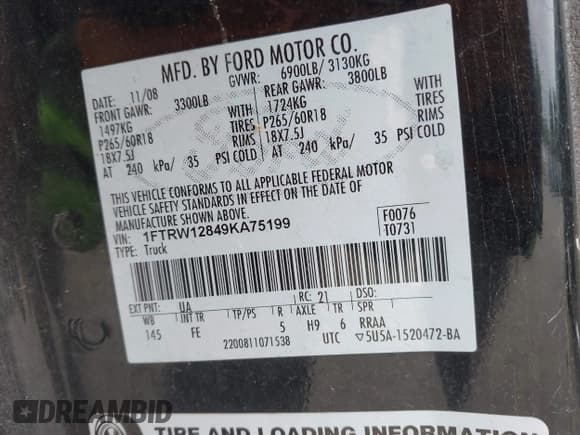 MFD. BY FORD MOTOR CO.
DATE: 11/08 GVWR: 6900LB/ 3130KG
FRONT GAWR: 3300LB REAR GAWR: 3800LB
1497KG WITH 1724KG WITH
P265/60R18 TIRES P265/60R18 TIRES
18X7.5J RIMS 18X7.5J RIMS
AT 240 kPa/ 35 PSI COLD AT 240 kPa/ 35 PSI COLD
THIS VEHICLE CONFORMS TO ALL APPLICABLE FEDERAL MOTOR
VEHICLE SAFETY STANDARDS IN EFFECT ON THE DATE OF
MANUFACTURE SHOWN ABOVE.
VIN: 1FTRW12849KA75199 F0076
TYPE: Truck T0731
EXT PNT: UA RC: 21 DSO:
WB INT TR TP/PS R AXLE TR SPR
145 FE 5 H9 6 RRAA
2200811071538 UTC ▽5U5A-1520472-BA
DREAMBID
TIRE AND LOADING INFORMATION